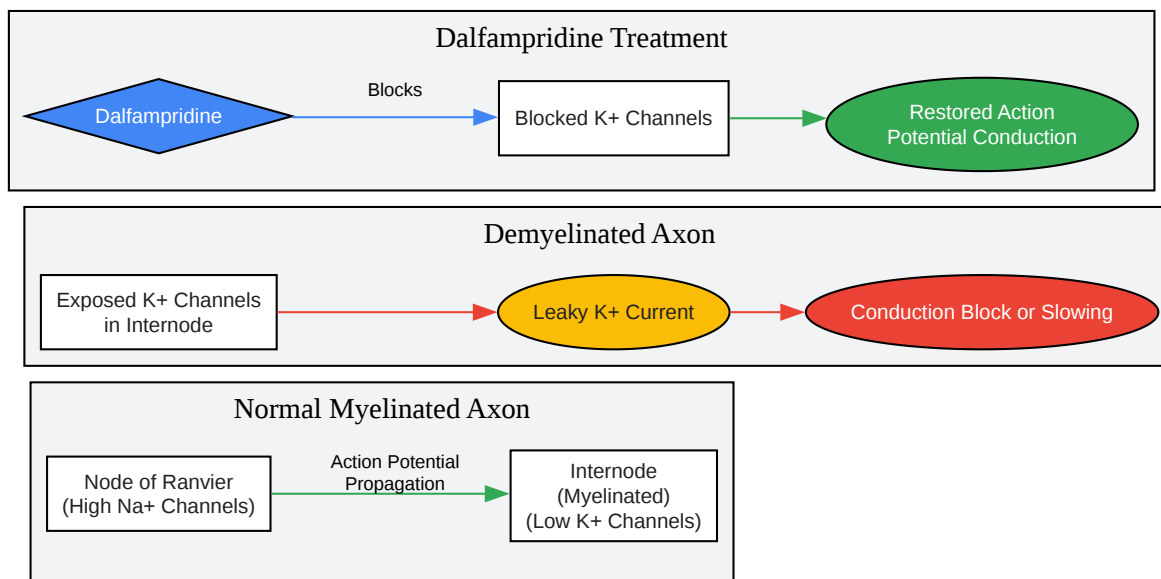 Dalfampridine Treatment
Dalfampridine
Blocks
Blocked K+ Channels
Restored Action
Potential Conduction
Demyelinated Axon
Exposed K+ Channels
in Internode
Leaky K+ Current
Conduction Block or Slowing
Normal Myelinated Axon
Node of Ranvier
(High Na+ Channels)
Action Potential
Propagation
Internode
(Myelinated)
(Low K+ Channels)